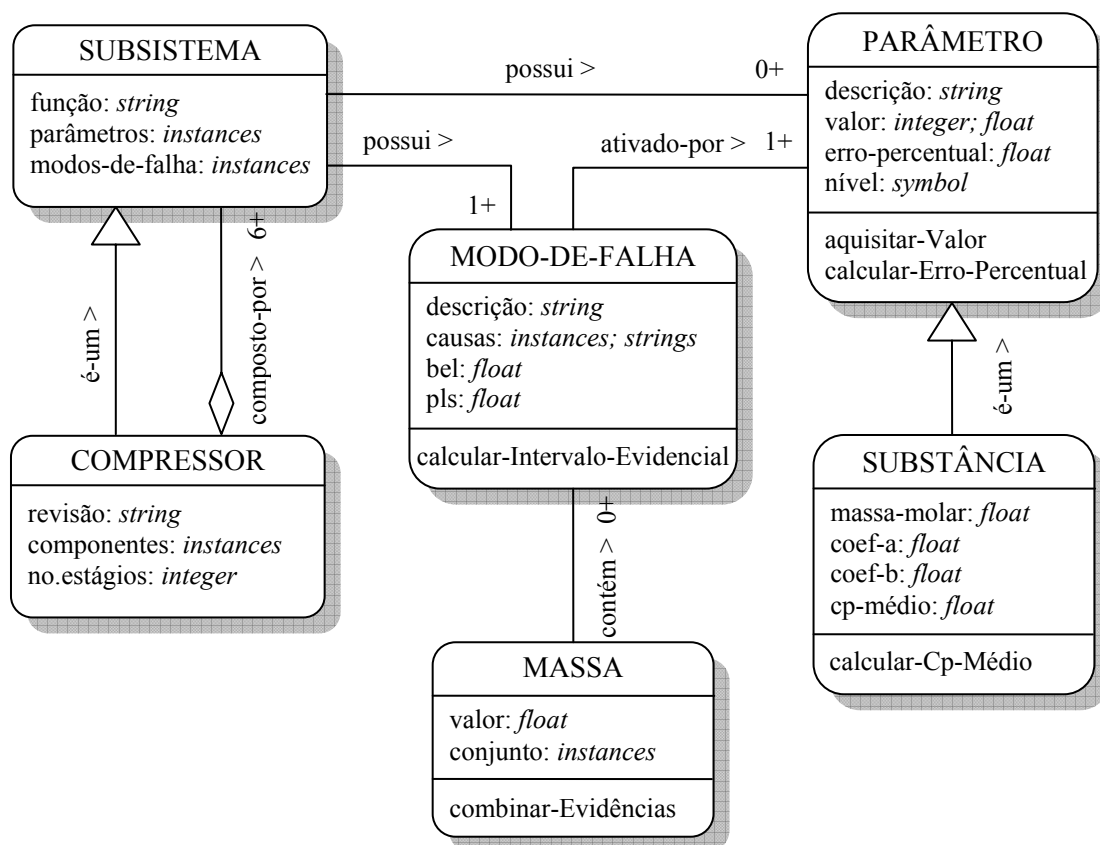 SUBSISTEMA
função: string
parâmetros: instances
modos-de-falha: instances
possui >
0+
possui >
1+
ativado-por >
1+
PARÂMETRO
descrição: string
valor: integer; float
erro-percentual: float
nível: symbol
aquisitar-Valor
calcular-Erro-Percentual
é-um >
composto-por > 6+
MODO-DE-FALHA
descrição: string
causas: instances; strings
bel: float
pls: float
calcular-Intervalo-Evidencial
é-um >
COMPRESSOR
revisão: string
componentes: instances
no.estágios: integer
contém > 0+
SUBSTÂNCIA
massa-molar: float
coef-a: float
coef-b: float
cp-médio: float
calcular-Cp-Médio
MASSA
valor: float
conjunto: instances
combinar-Evidências